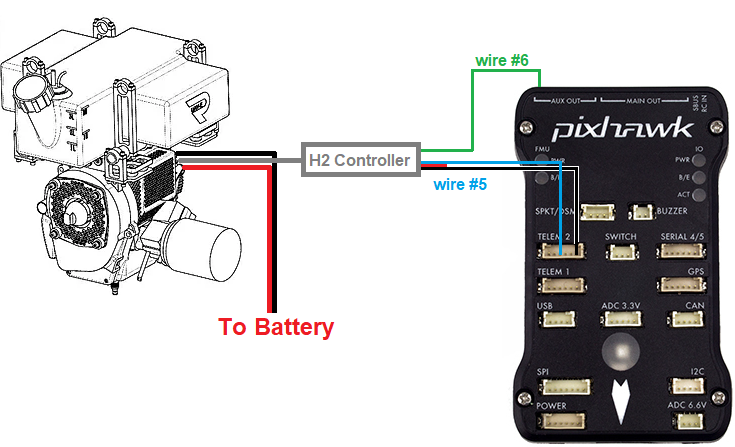 wire #6
H2 Controller
wire #5
To Battery
AUX OUT
MAIN OUT
SBUS
RC IN
pixhawk
FMU
IO
PWR
PWR
B/E
B/E
ACT
SPKT/DSM
BUZZER
TELEM 2
SWITCH
SERIAL 4/5
TELEM 1
GPS
USB
ADC 3.3V
CAN
SPI
I2C
POWER
ADC 6.6V